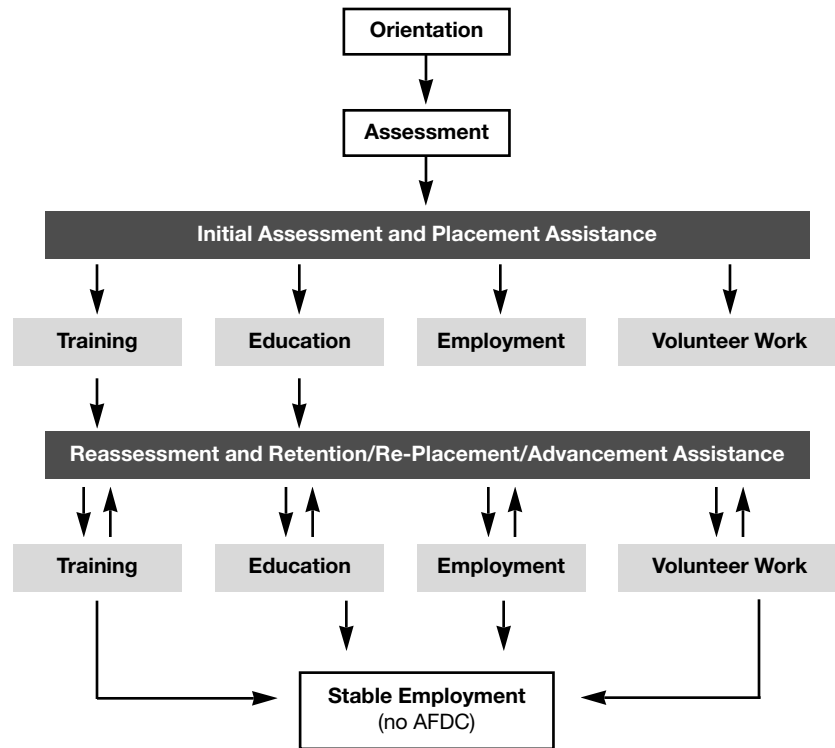 Orientation
Assessment
Initial Assessment and Placement Assistance
Training
Education
Employment
Volunteer Work
Reassessment and Retention/Re-Placement/Advancement Assistance
Training
Education
Employment
Volunteer Work
Stable Employment
(no AFDC)